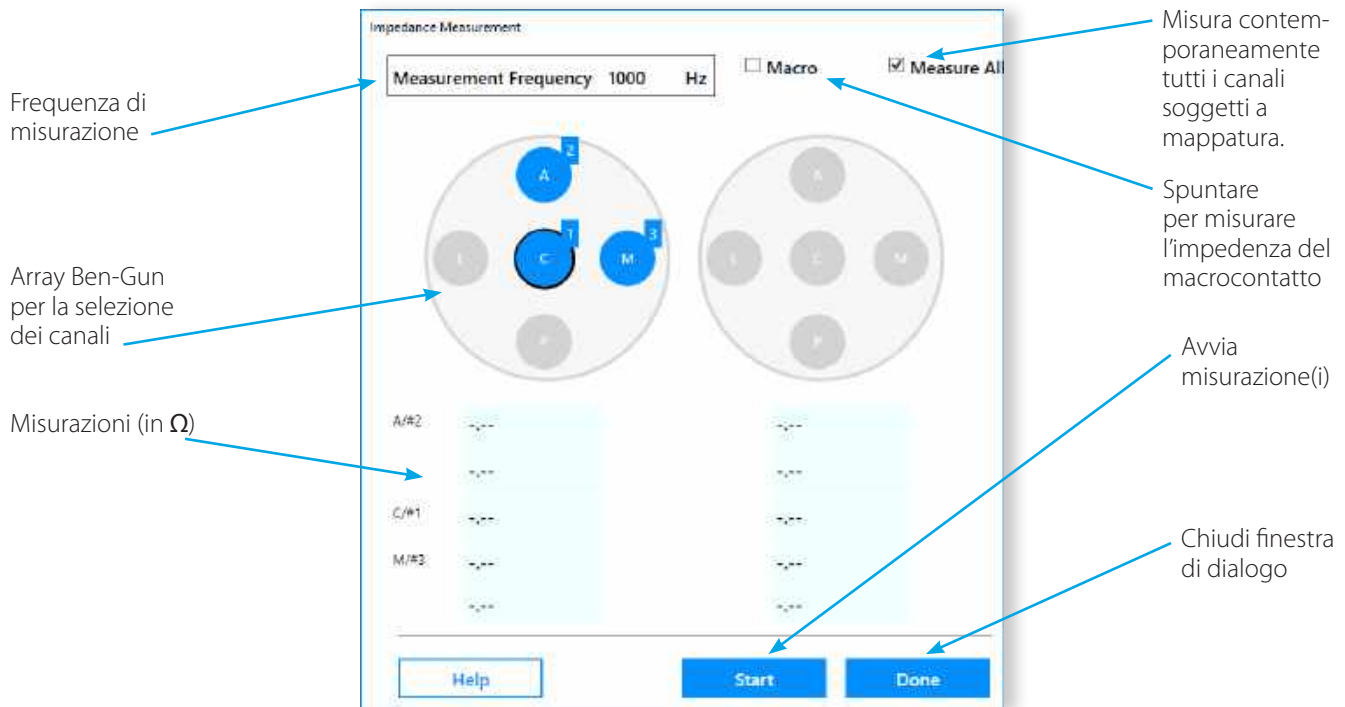 Impedance Measurement
Measurement Frequency 1000 Hz
Macro
Measure All
Frequenza di
misurazione
Array Ben-Gun
per la selezione
dei canali
Misurazioni (in Ω)
2
A
1
C
3
M
L
P
A
L
C
M
P
A/#2
-.--
-.--
-.--
-.--
C/#1
-.--
-.--
M/#3
-.--
-.--
-.--
-.--
Help
Start
Done
Misura contem-
poraneamente
tutti i canali
soggetti a
mappatura.
Spuntare
per misurare
l'impedenza del
macrocontatto
Avvia
misurazione(i)
Chiudi finestra
di dialogo